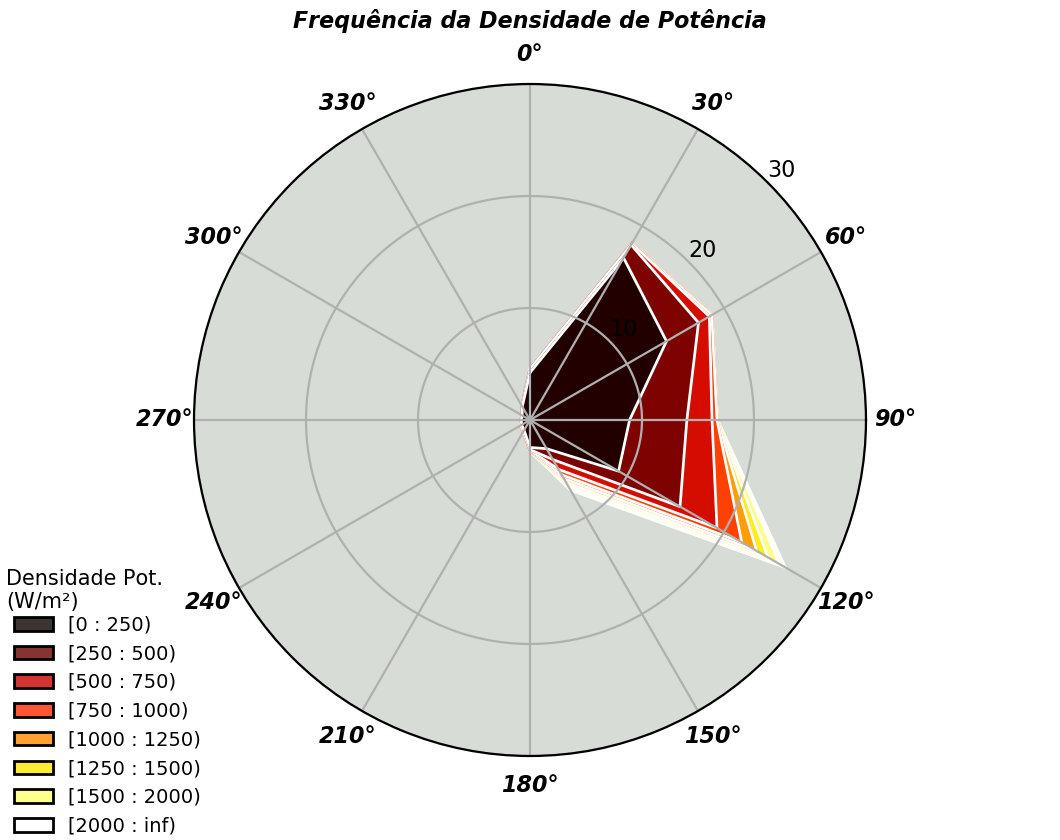 Frequência da Densidade de Potência
0°
330°
30°
30
300°
60°
20
10
270°
90°
240°
120°
210°
150°
180°
Densidade Pot.
(W/m²)
[0 : 250)
[250 : 500)
[500 : 750)
[750 : 1000)
[1000 : 1250)
[1250 : 1500)
[1500 : 2000)
[2000 : inf)